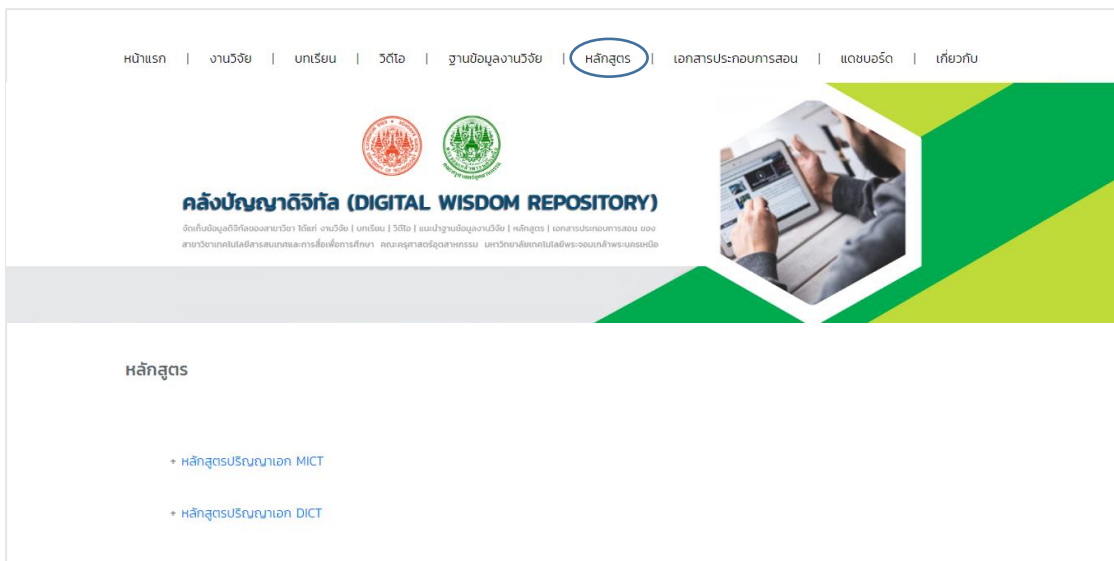 หน้าแรก | งานวิจัย | บทเรียน | วิดีโอ | ฐานข้อมูลงานวิจัย | หลักสูตร | เอกสารประกอบการสอน | แดชบอร์ด | เกี่ยวกับ
คลังปัญญาดิจิทัล (DIGITAL WISDOM REPOSITORY)
จัดเก็บข้อมูลดิจิทัลของสาขาวิชา ได้แก่ งานวิจัย | บทเรียน | วิดีโอ | แนะนำฐานข้อมูลงานวิจัย | หลักสูตร | เอกสารประกอบการสอน ของ
สาขาวิชาเทคโนโลยีสารสนเทศและการสื่อเพื่อการศึกษา คณะครุศาสตร์อุตสาหกรรม มหาวิทยาลัยเทคโนโลยีพระจอมเกล้าพระนครเหนือ
หลักสูตร
+ หลักสูตรปริญญาเอก MICT
+ หลักสูตรปริญญาเอก DICT